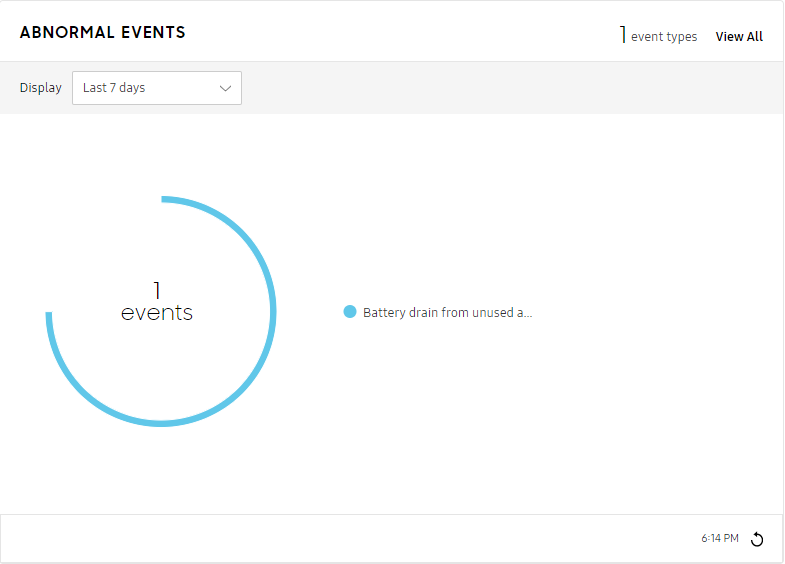 ABNORMAL EVENTS
1 event types View All
Display Last 7 days
1
events
Battery drain from unused a...
6:14 PM